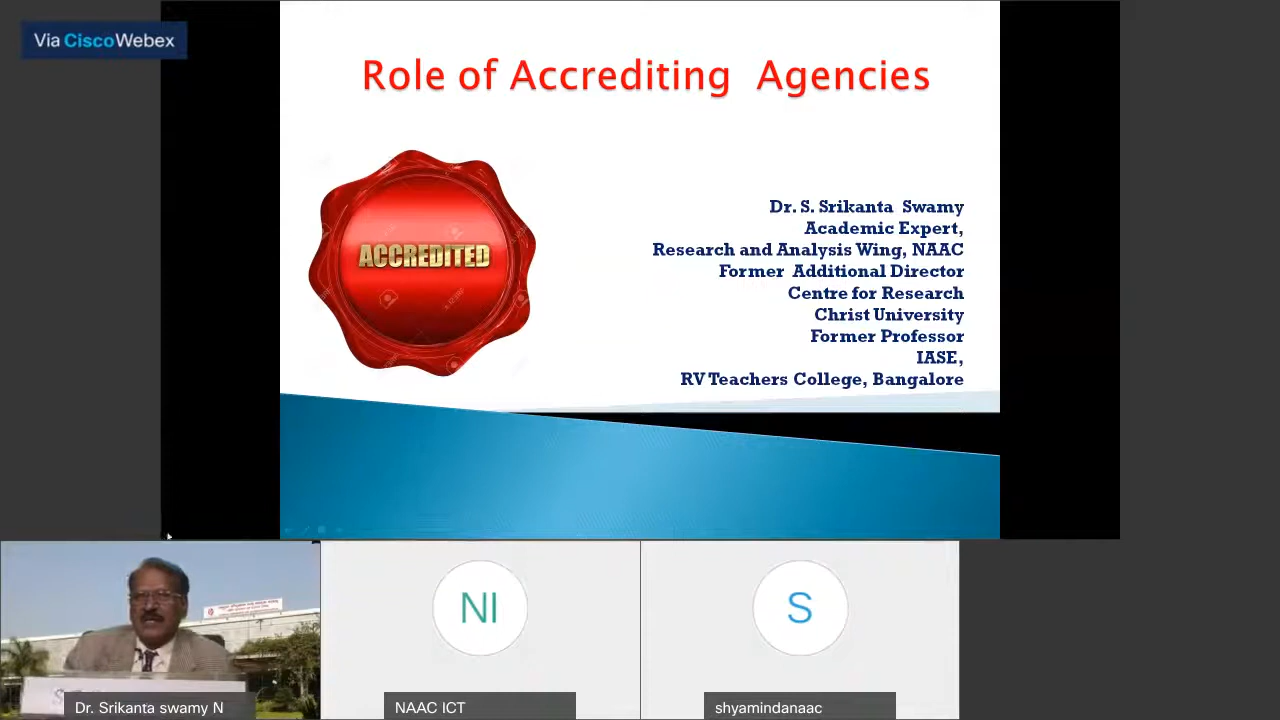 Via CiscoWebex
Role of Accrediting Agencies
ACCREDITED
Dr. S. Srikanta Swamy
Academic Expert,
Research and Analysis Wing, NAAC
Former Additional Director
Centre for Research
Christ University
Former Professor
IASE,
RV Teachers College, Bangalore
NI
S
Dr. Srikanta swamy N
NAAC ICT
shyamindanaac